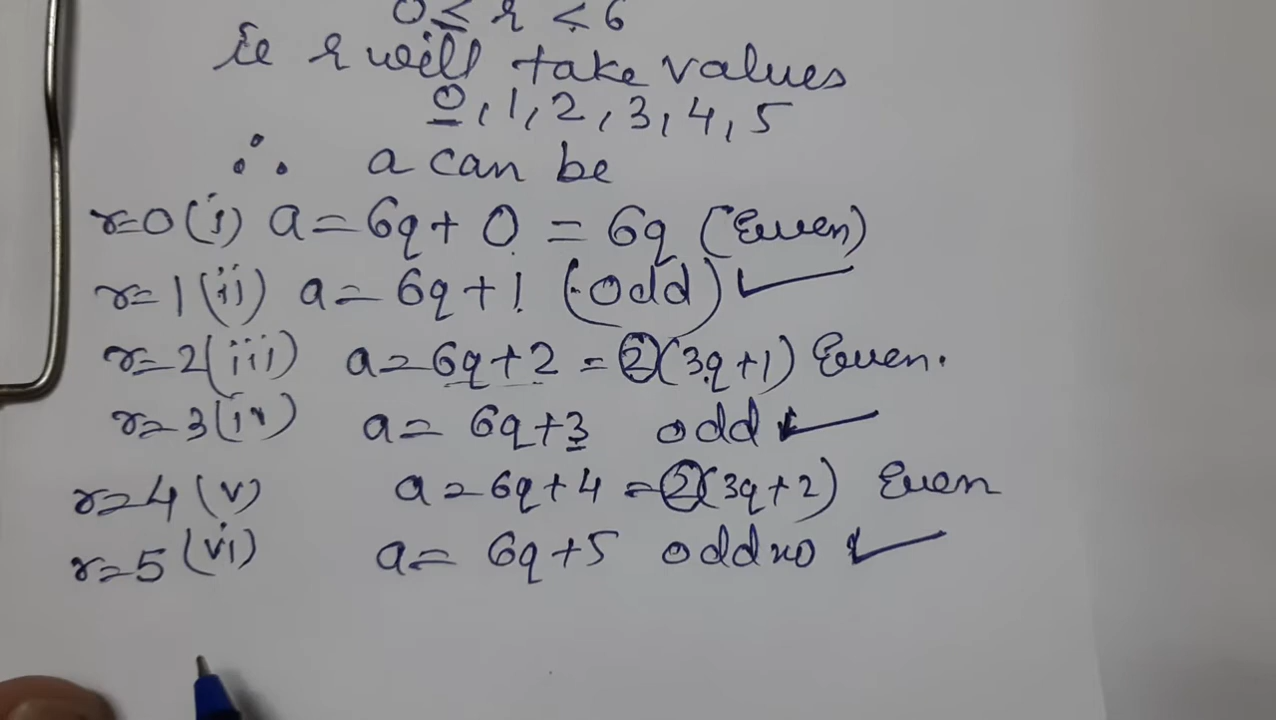 0 ≤ r < 6
ie r will take values
0, 1, 2, 3, 4, 5
∴ a can be
r=0 (i) a = 6q + 0 = 6q (Even)
r=1 (ii) a = 6q + 1 (odd) ✓
r=2 (iii) a = 6q + 2 = 2(3q+1) Even.
r=3 (iv) a = 6q+3 odd ✓
r=4 (v) a = 6q+4 = 2(3q+2) Even
r=5 (vi) a = 6q+5 odd no ✓